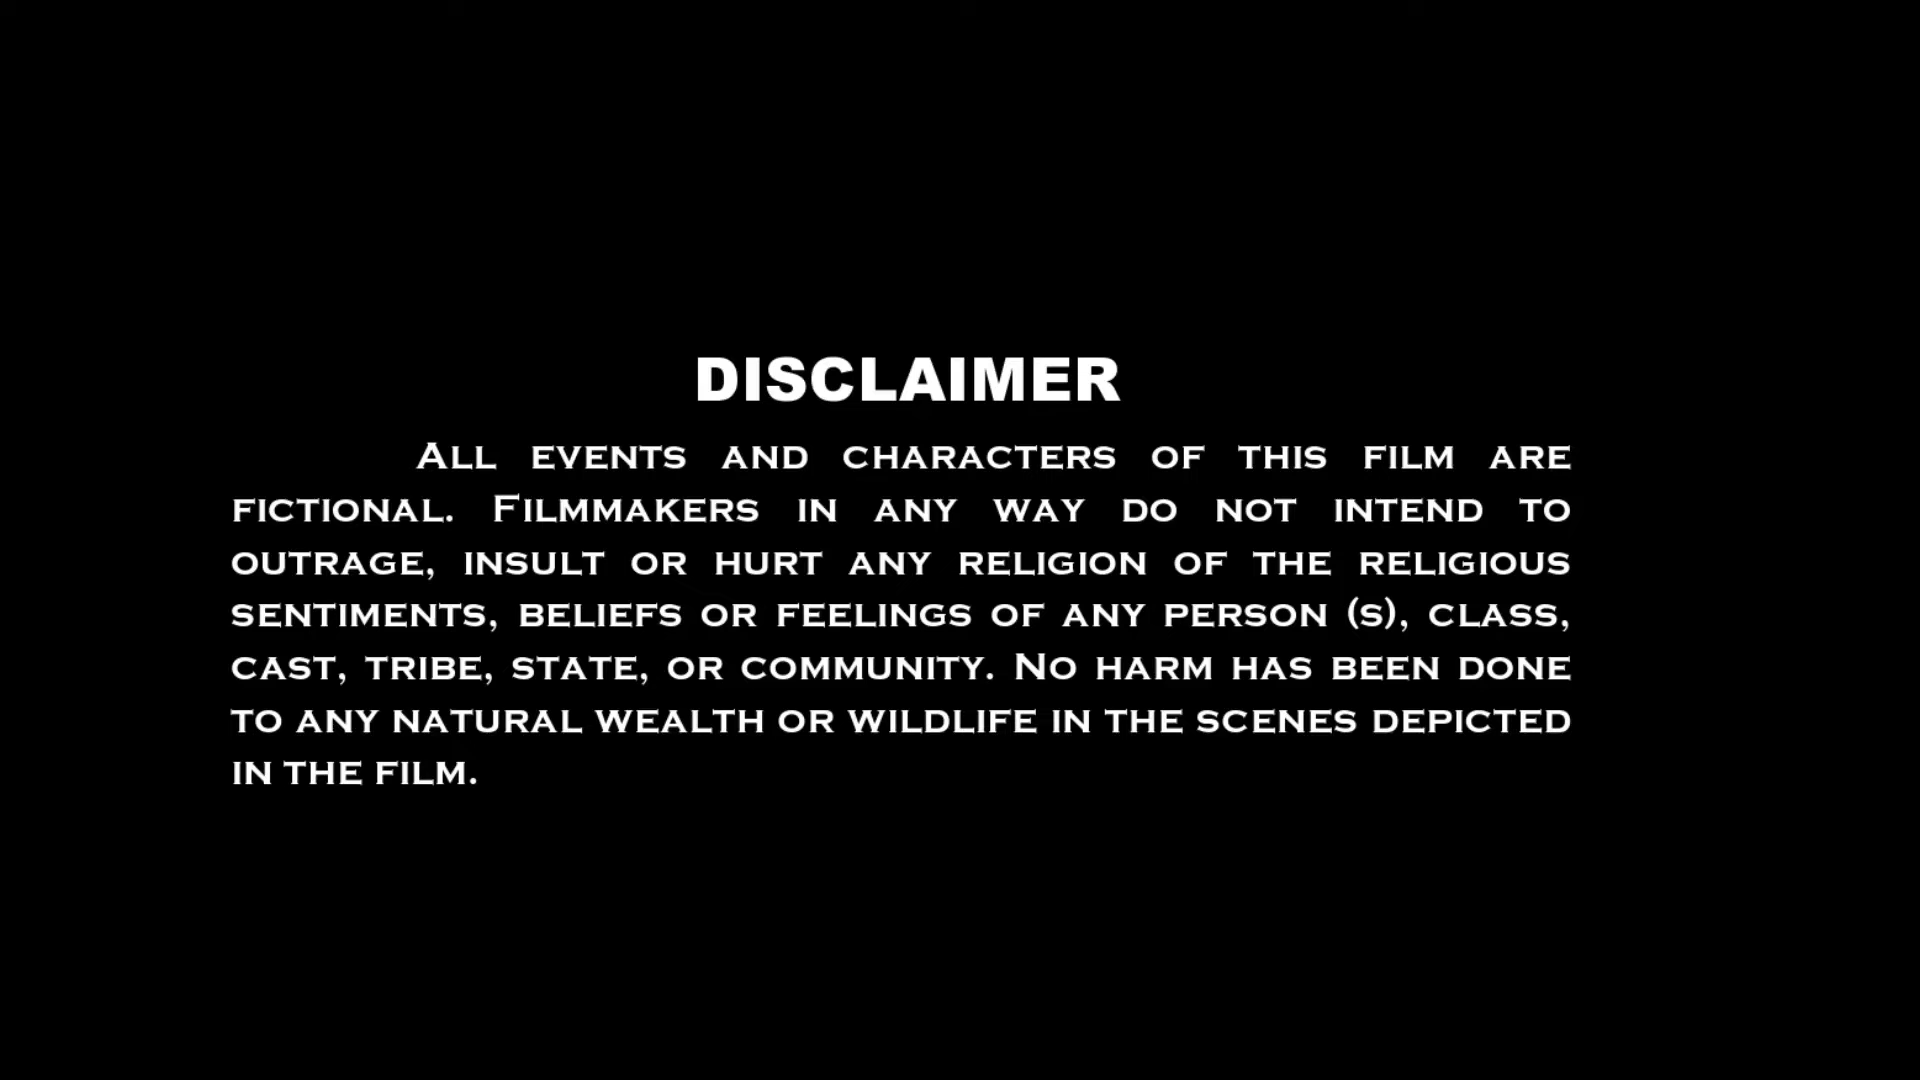 DISCLAIMER
All events and characters of this film are
fictional. Filmmakers in any way do not intend to
outrage, insult or hurt any religion of the religious
sentiments, beliefs or feelings of any person (s), class,
cast, tribe, state, or community. No harm has been done
to any natural wealth or wildlife in the scenes depicted
in the film.